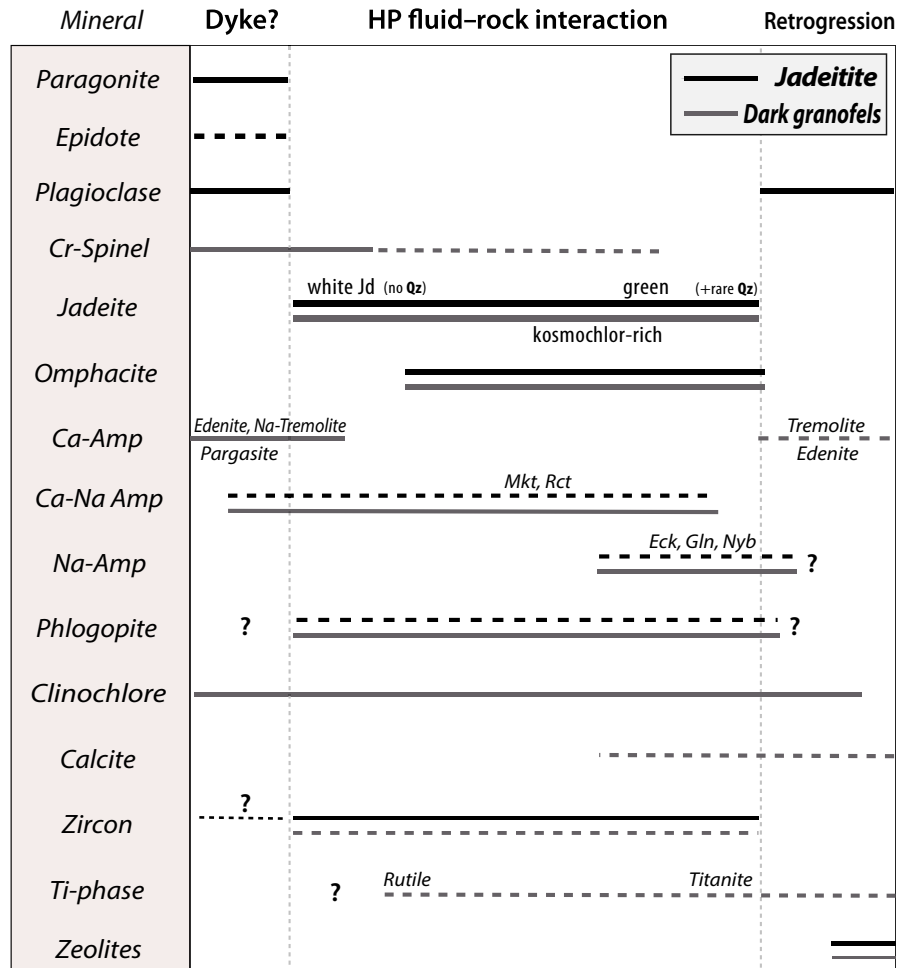 Mineral Dyke? HP fluid–rock interaction Retrogression
Jadeitite
Dark granofels
Paragonite
Epidote
Plagioclase
Cr-Spinel
white Jd (no Qz) green (+rare Qz)
Jadeite
kosmochlor-rich
Omphacite
Edenite, Na-Tremolite Tremolite
Ca-Amp
Pargasite Edenite
Ca-Na Amp Mkt, Rct
Eck, Gln, Nyb
Na-Amp ?
Phlogopite ? ?
Clinochlore
Calcite
?
Zircon
Ti-phase ? Rutile Titanite
Zeolites